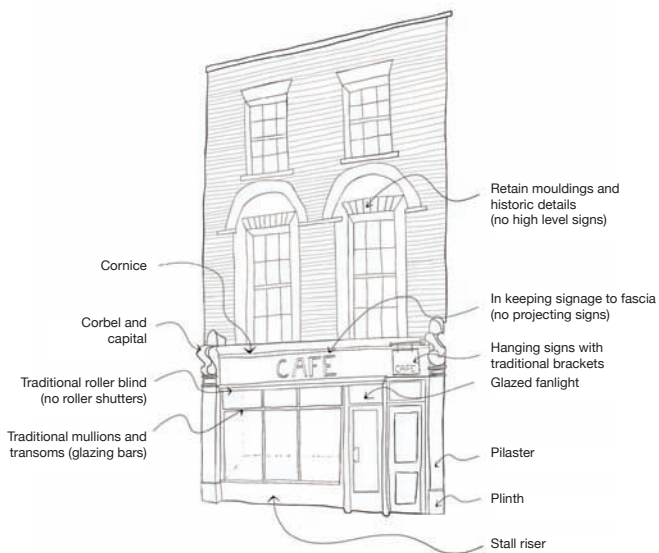 Retain mouldings and
historic details
(no high level signs)
Cornice
In keeping signage to fascia
(no projecting signs)
Corbel and
capital
Hanging signs with
traditional brackets
CAFE
CAFE
Traditional roller blind
(no roller shutters)
Glazed fanlight
Traditional mullions and
transoms (glazing bars)
Pilaster
Plinth
Stall riser